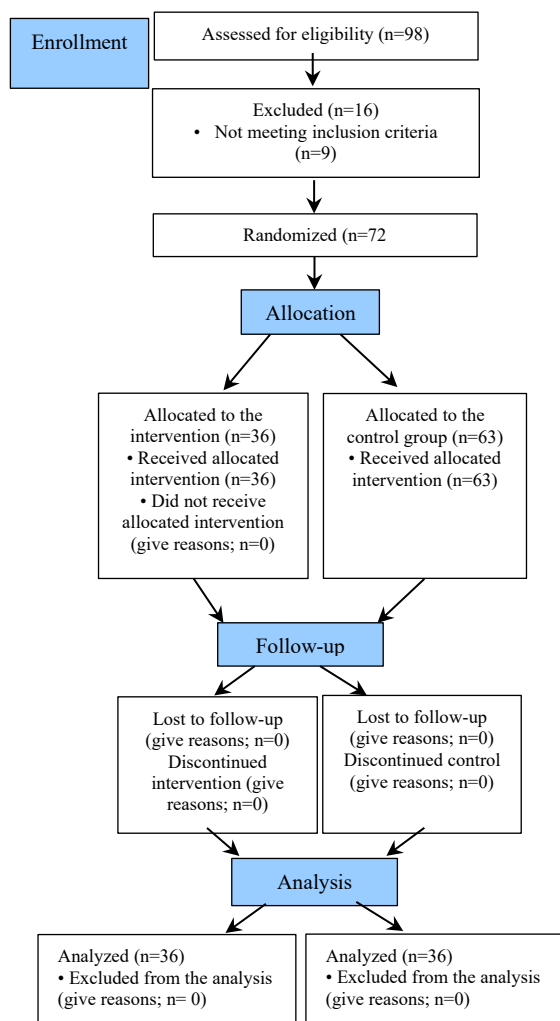 Enrollment
Assessed for eligibility (n=98)
Excluded (n=16)
• Not meeting inclusion criteria
(n=9)
Randomized (n=72
Allocation
Allocated to the
intervention (n=36)
• Received allocated
intervention (n=36)
• Did not receive
allocated intervention
(give reasons; n=0)
Allocated to the
control group (n=63)
• Received allocated
intervention (n=63)
Follow-up
Lost to follow-up
(give reasons; n=0)
Discontinued
intervention (give
reasons; n=0)
Lost to follow-up
(give reasons; n=0)
Discontinued control
(give reasons; n=0)
Analysis
Analyzed (n=36)
• Excluded from the analysis
(give reasons; n= 0)
Analyzed (n=36)
• Excluded from the analysis
(give reasons; n=0)